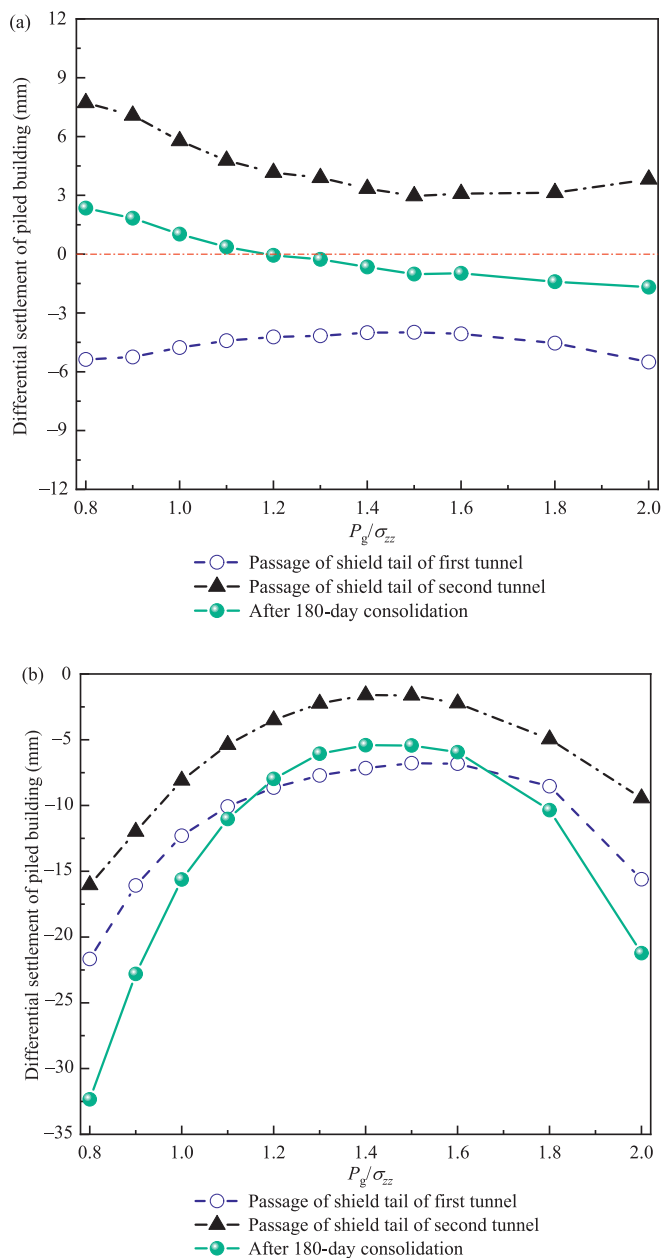 (a)
12
9
6
3
0
−3
−6
−9
−12
Differential settlement of piled building (mm)
0.8 1.0 1.2 1.4 1.6 1.8 2.0
Pg/σzz
Passage of shield tail of first tunnel
Passage of shield tail of second tunnel
After 180-day consolidation
(b)
0
−5
−10
−15
−20
−25
−30
−35
Differential settlement of piled building (mm)
0.8 1.0 1.2 1.4 1.6 1.8 2.0
Pg/σzz
Passage of shield tail of first tunnel
Passage of shield tail of second tunnel
After 180-day consolidation